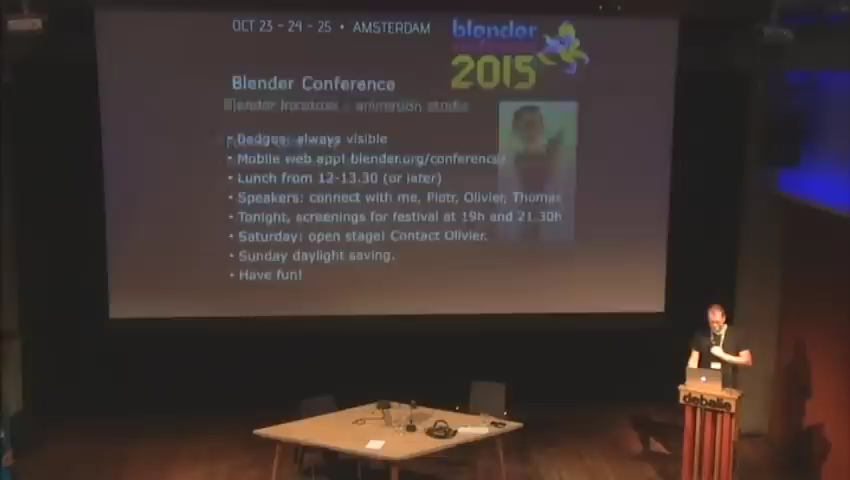 OCT 23 - 24 - 25 • AMSTERDAM
blender
2015
Blender Conference
animation studio
• Badges: always visible
• Mobile web app! blender.org/conference
• Lunch from 12-13.30 (or later)
• Speakers: connect with me, Piotr, Olivier, Thomas
• Tonight, screenings for festival at 19h and 21.30h
• Saturday: open stage! Contact Olivier.
• Sunday daylight saving.
• Have fun!
debalie